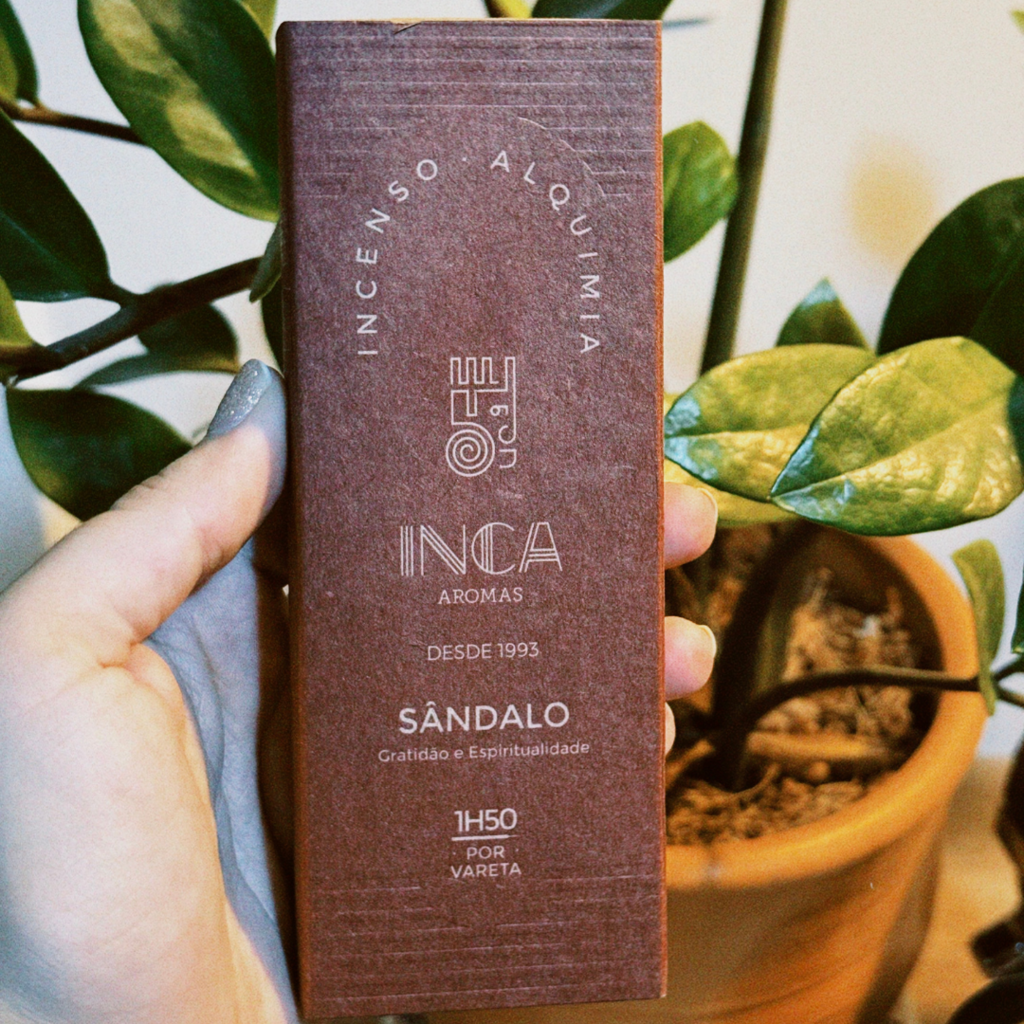 INCENSO · ALQUIMIA
INCA
AROMAS
DESDE 1993
SÂNDALO
Gratidão e Espiritualidade
1H50
POR
VARETA